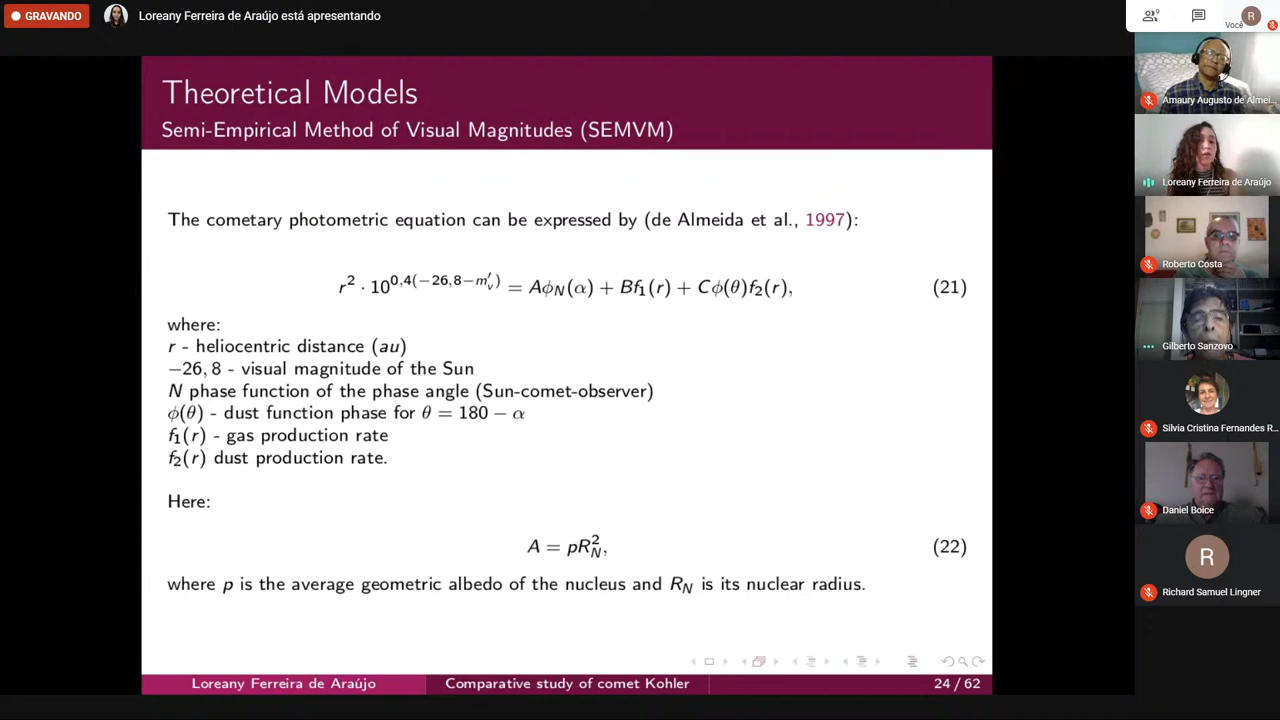 GRAVANDO
Loreany Ferreira de Araújo está apresentando
9
Você
R
Theoretical Models
Semi-Empirical Method of Visual Magnitudes (SEMVM)
The cometary photometric equation can be expressed by (de Almeida et al., 1997):
r² · 10^{0,4(−26,8−m′_v)} = Aϕ_N(α) + Bf₁(r) + Cϕ(θ)f₂(r), (21)
where:
r - heliocentric distance (au)
−26, 8 - visual magnitude of the Sun
N phase function of the phase angle (Sun-comet-observer)
ϕ(θ) - dust function phase for θ = 180 − α
f₁(r) - gas production rate
f₂(r) dust production rate.
Here:
A = pR²_N, (22)
where p is the average geometric albedo of the nucleus and R_N is its nuclear radius.
Loreany Ferreira de Araújo
Comparative study of comet Kohler
24 / 62
Amaury Augusto de Almei...
Loreany Ferreira de Araújo
Roberto Costa
Gilberto Sanzovo
Silvia Cristina Fernandes R...
Daniel Boice
R
Richard Samuel Lingner